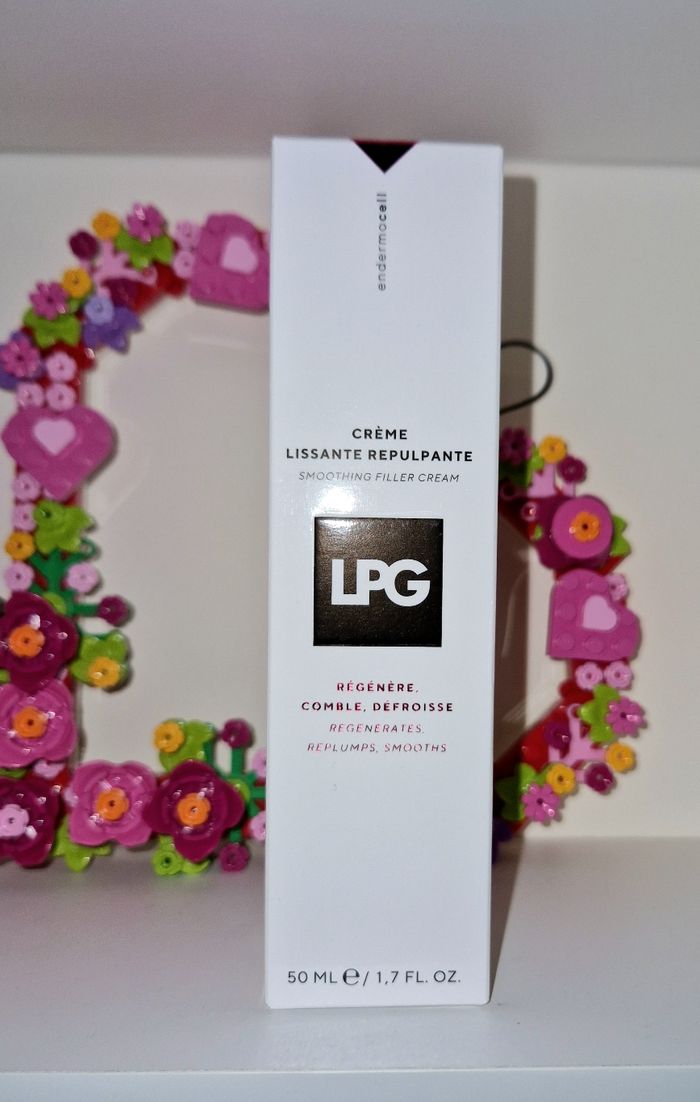 endermocell
CRÈME
LISSANTE REPULPANTE
SMOOTHING FILLER CREAM
LPG
RÉGÉNÈRE,
COMBLE, DÉFROISSE
REGENERATES,
REPLUMPS, SMOOTHS
50 ML ℮ / 1,7 FL. OZ.